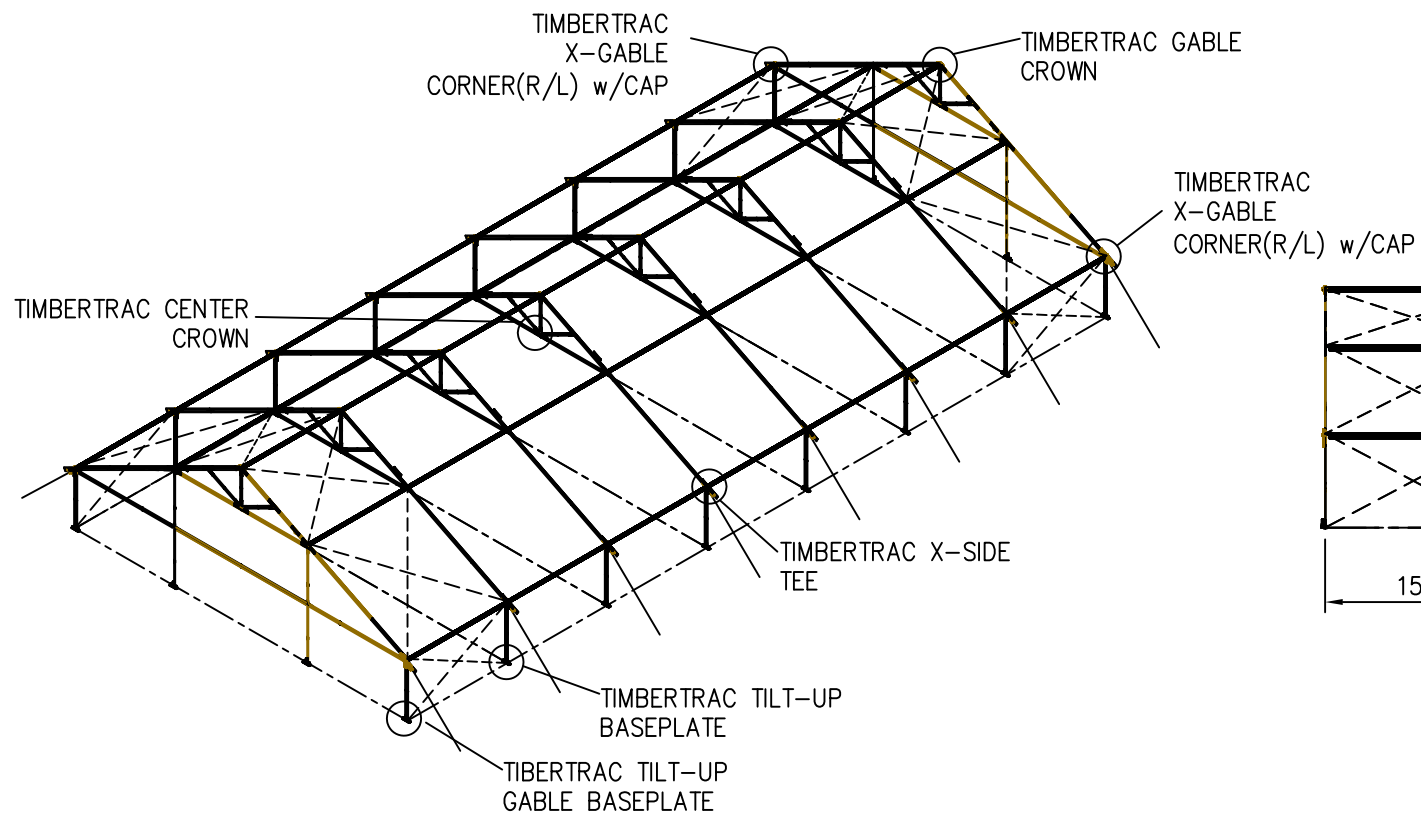 TIMBERTRAC
X-GABLE
CORNER(R/L) w/CAP
TIMBERTRAC GABLE
CROWN
TIMBERTRAC
X-GABLE
CORNER(R/L) w/CAP
TIMBERTRAC CENTER
CROWN
TIMBERTRAC X-SIDE
TEE
15
TIMBERTRAC TILT-UP
BASEPLATE
TIBERTRAC TILT-UP
GABLE BASEPLATE